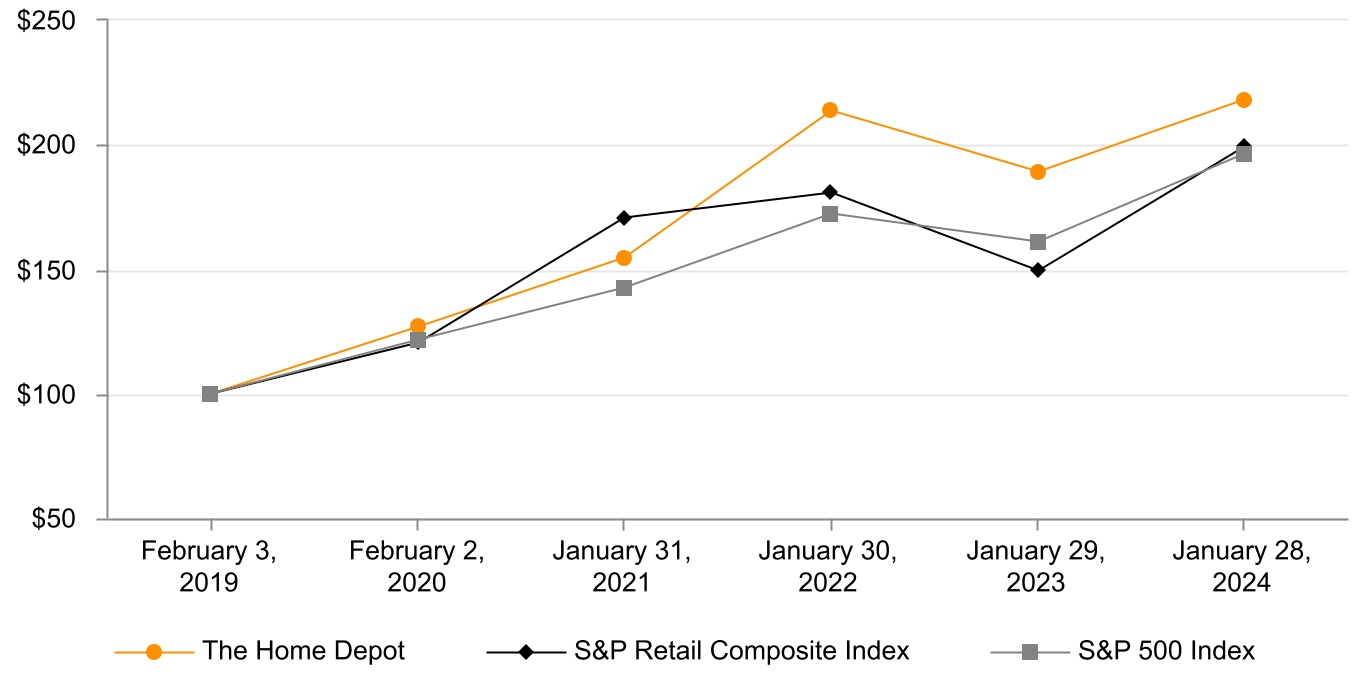 $250
$200
$150
$100
$50
February 3, February 2, January 31, January 30, January 29, January 28,
2019 2020 2021 2022 2023 2024
The Home Depot S&P Retail Composite Index S&P 500 Index